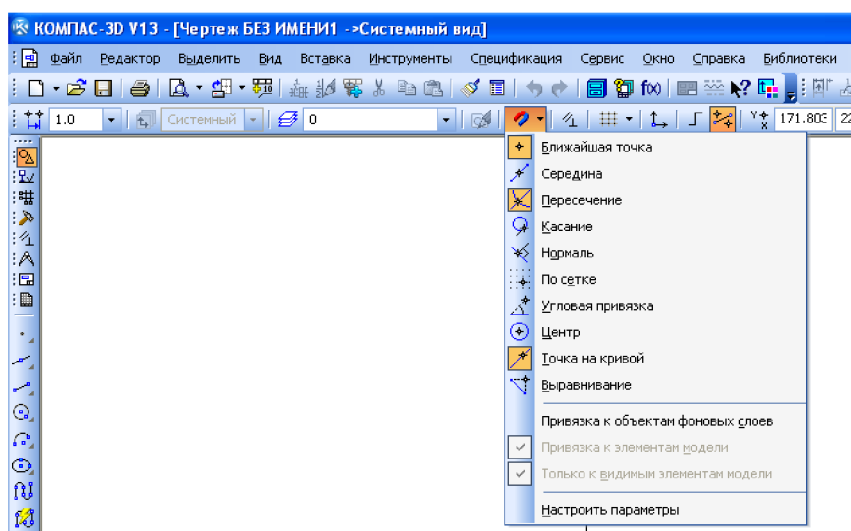 КОМПАС-3D V13 - [Чертеж БЕЗ ИМЕНИ1 ->Системный вид]
Файл Редактор Выделить Вид Вставка Инструменты Спецификация Сервис Окно Справка Библиотеки
f(x)
1.0 Системный 0 171.803 22
Ближайшая точка
Середина
Пересечение
Касание
Нормаль
По сетке
Угловая привязка
Центр
Точка на кривой
Выравнивание
Привязка к объектам фоновых слоев
Привязка к элементам модели
Только к видимым элементам модели
Настроить параметры